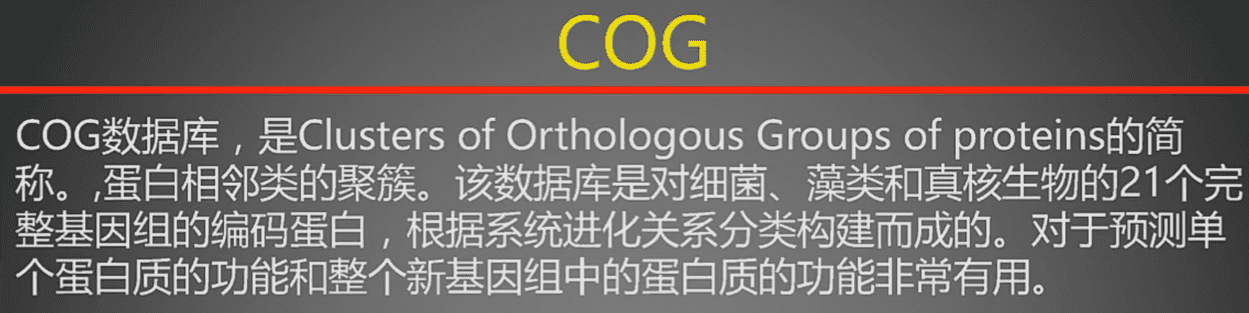 COG
COG数据库，是Clusters of Orthologous Groups of proteins的简
称。,蛋白相邻类的聚簇。该数据库是对细菌、藻类和真核生物的21个完
整基因组的编码蛋白，根据系统进化关系分类构建而成的。对于预测单
个蛋白质的功能和整个新基因组中的蛋白质的功能非常有用。